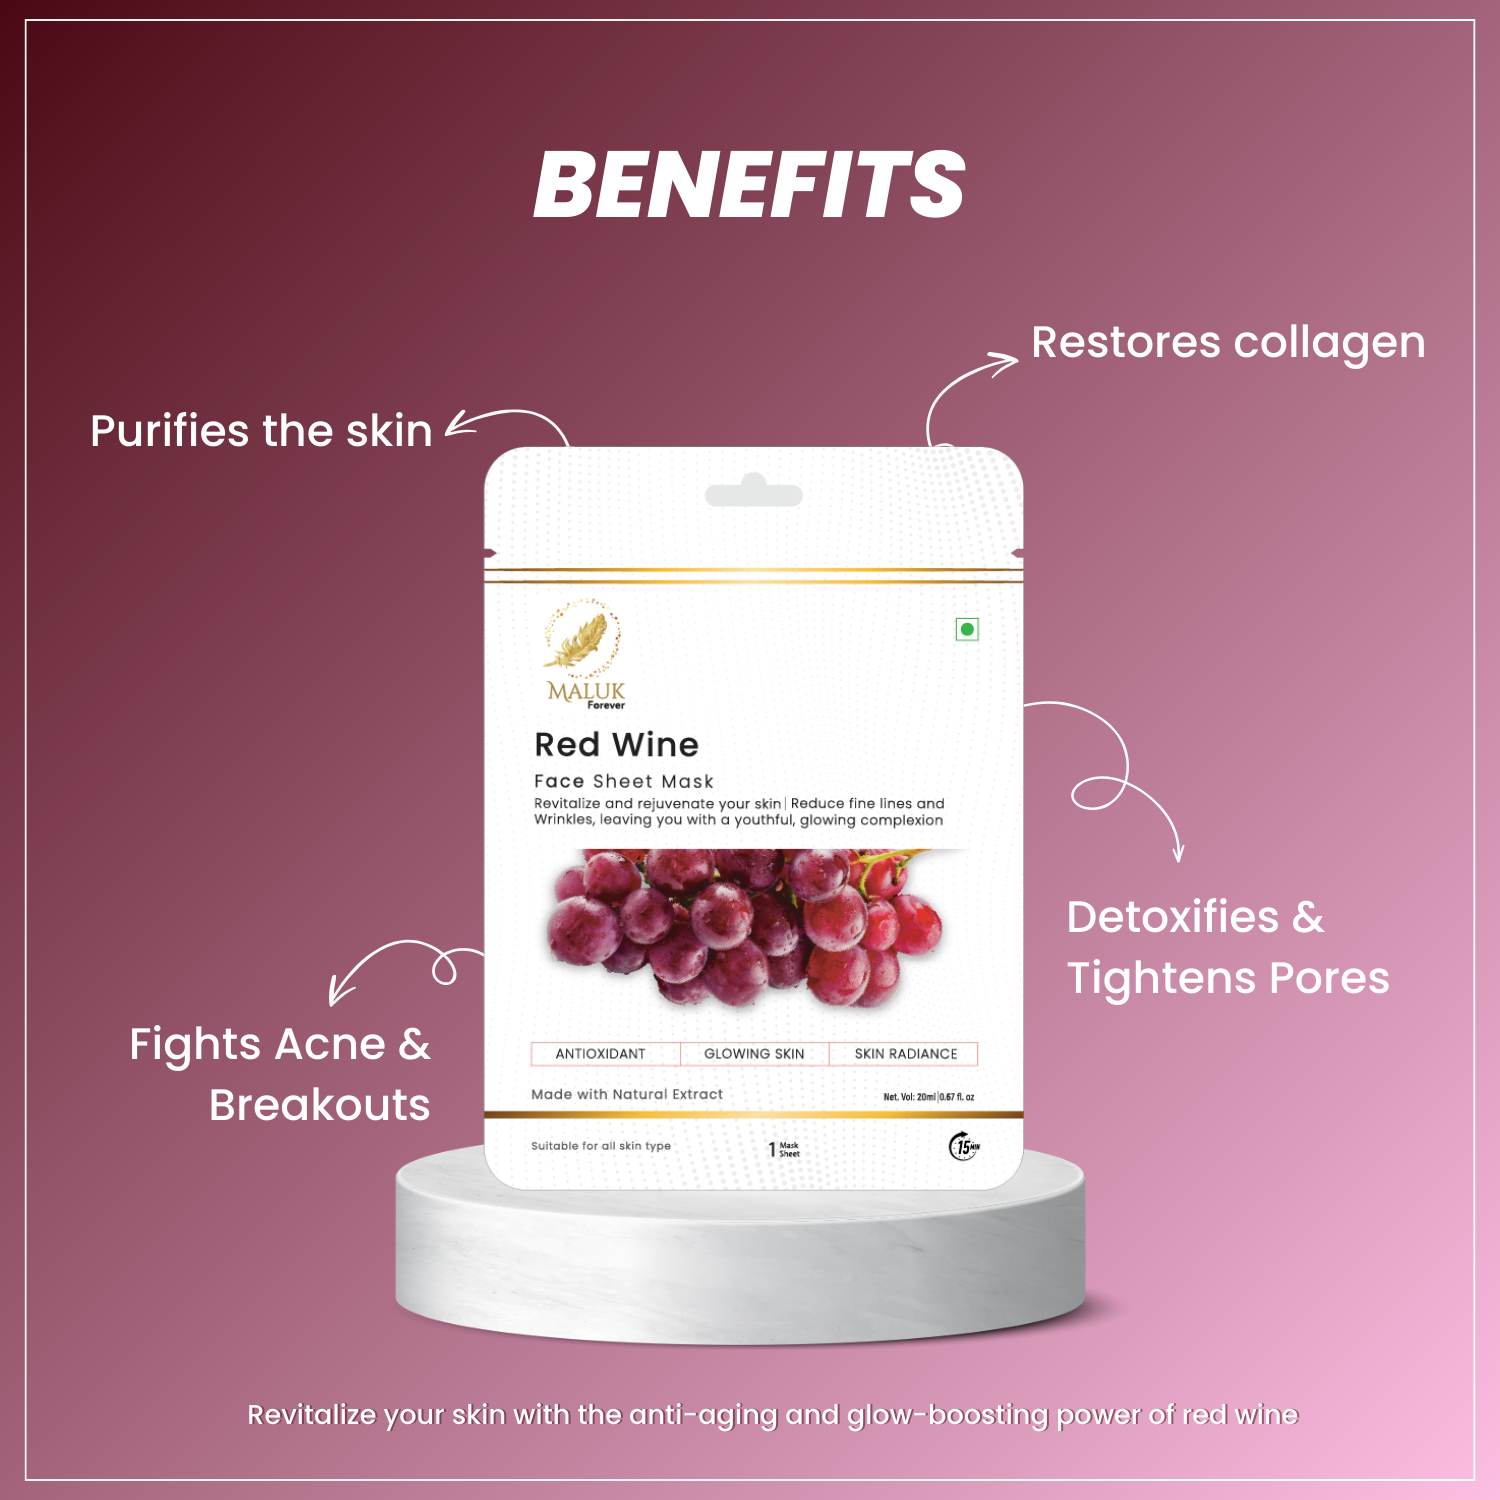 BENEFITS
Restores collagen
Purifies the skin
MALUK
Forever
Red Wine
Face Sheet Mask
Revitalize and rejuvenate your skin | Reduce fine lines and
Wrinkles, leaving you with a youthful, glowing complexion
Detoxifies &
Tightens Pores
Fights Acne &
Breakouts
ANTIOXIDANT GLOWING SKIN SKIN RADIANCE
Made with Natural Extract
Net. Vol: 20ml|0.67 fl. oz
Suitable for all skin type
1 Mask
Sheet
15 MIN
Revitalize your skin with the anti-aging and glow-boosting power of red wine